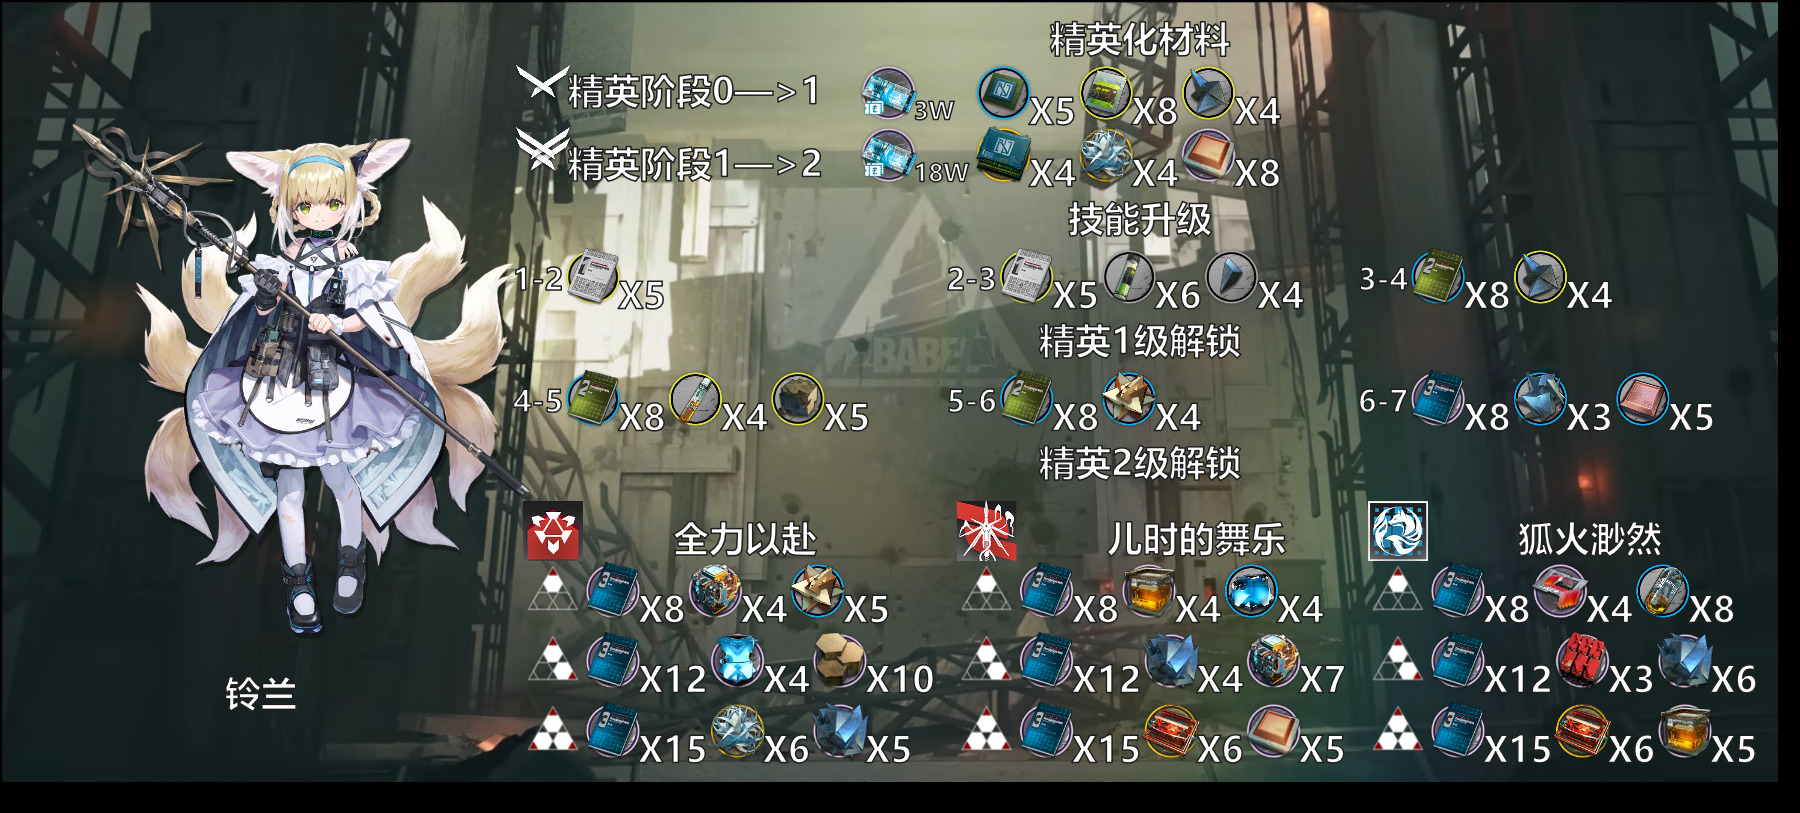 精英化材料
精英阶段0—>1 3W X5 X8 X4
精英阶段1—>2 18W X4 X4 X8
技能升级
1-2 X5 2-3 X5 X6 X4 3-4 X8 X4
精英1级解锁
4-5 X8 X4 X5 5-6 X8 X4 6-7 X8 X3 X5
精英2级解锁
全力以赴 儿时的舞乐 狐火渺然
X8 X4 X5 X8 X4 X4 X8 X4 X8
X12 X4 X10 X12 X4 X7 X12 X3 X6
X15 X6 X5 X15 X6 X5 X15 X6 X5
铃兰
BABEL